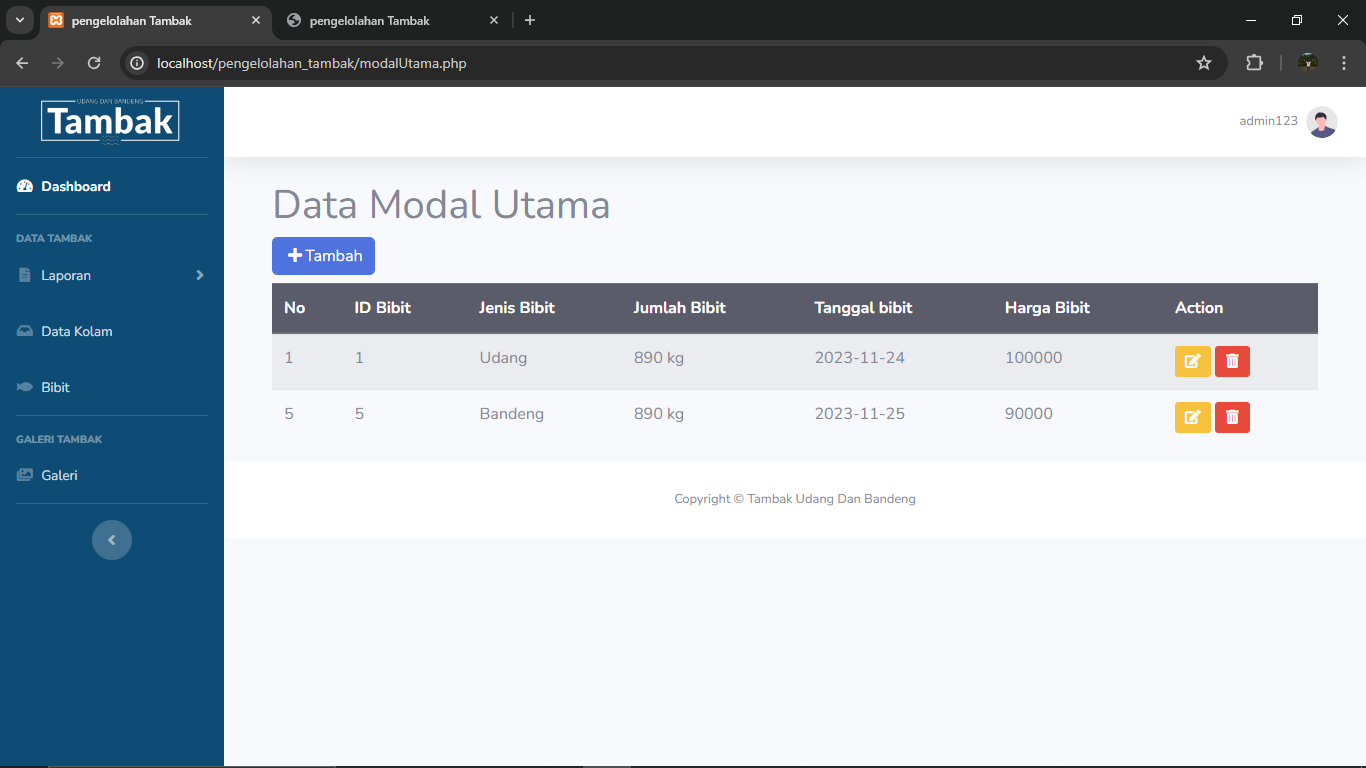 pengelolahan Tambak
pengelolahan Tambak
localhost/pengelolahan_tambak/modalUtama.php
UDANG DAN BANDENG
Tambak
admin123
Dashboard
DATA TAMBAK
Laporan
Data Kolam
Bibit
GALERI TAMBAK
Galeri
Data Modal Utama
Tambah
No ID Bibit Jenis Bibit Jumlah Bibit Tanggal bibit Harga Bibit Action
1 1 Udang 890 kg 2023-11-24 100000
5 5 Bandeng 890 kg 2023-11-25 90000
Copyright © Tambak Udang Dan Bandeng